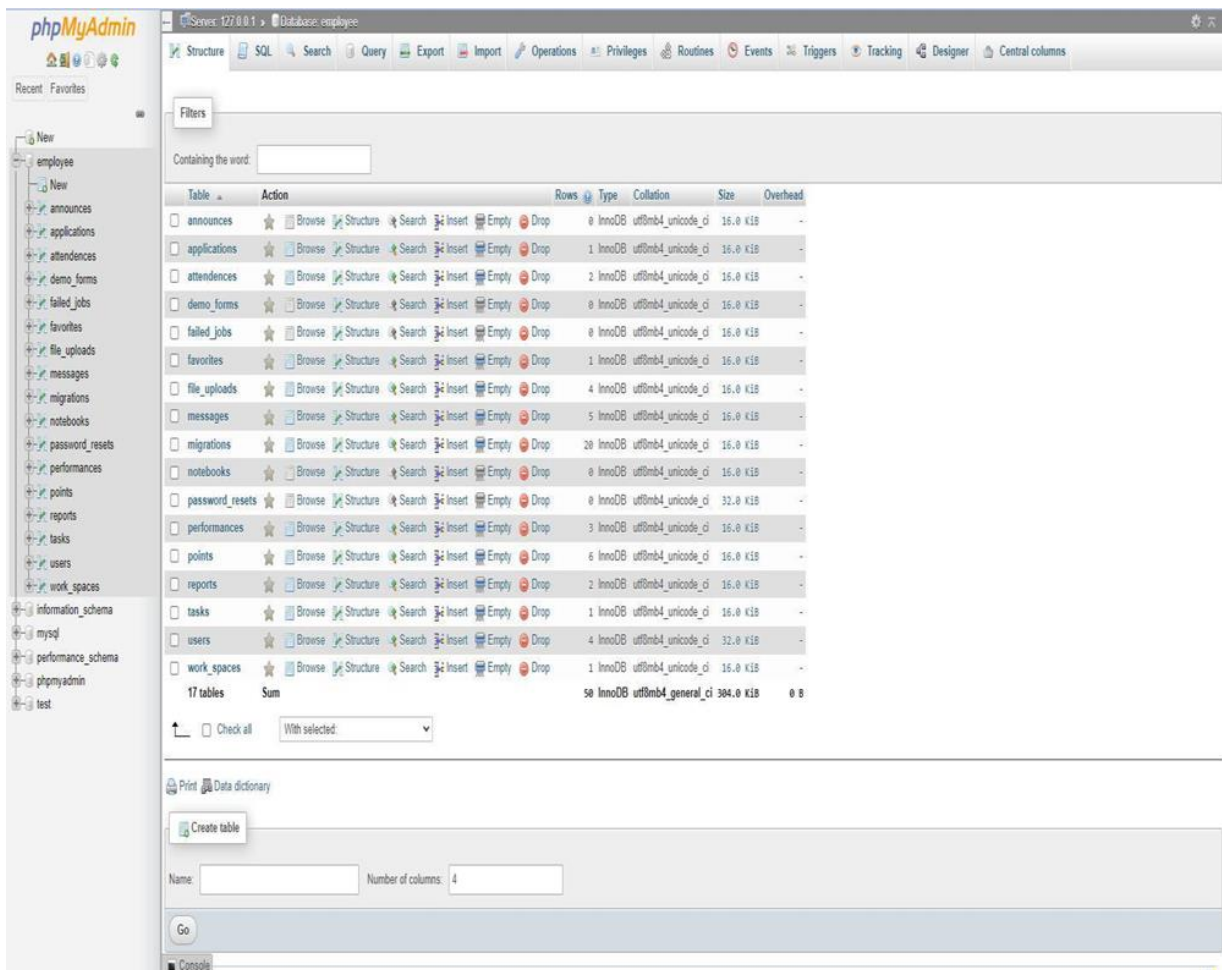 phpMyAdmin
Recent Favorites
New
employee
New
announces
applications
attendences
demo_forms
failed_jobs
favorites
file_uploads
messages
migrations
notebooks
password_resets
performances
points
reports
tasks
users
work_spaces
information_schema
mysql
performance_schema
phpmyadmin
test
Server: 127.0.0.1 » Database: employee
Structure SQL Search Query Export Import Operations Privileges Routines Events Triggers Tracking Designer Central columns
Filters
Containing the word:
Table Action Rows Type Collation Size Overhead
announces Browse Structure Search Insert Empty Drop 0 InnoDB utf8mb4_unicode_ci 16.0 KiB -
applications Browse Structure Search Insert Empty Drop 1 InnoDB utf8mb4_unicode_ci 16.0 KiB -
attendences Browse Structure Search Insert Empty Drop 2 InnoDB utf8mb4_unicode_ci 16.0 KiB -
demo_forms Browse Structure Search Insert Empty Drop 0 InnoDB utf8mb4_unicode_ci 16.0 KiB -
failed_jobs Browse Structure Search Insert Empty Drop 0 InnoDB utf8mb4_unicode_ci 16.0 KiB -
favorites Browse Structure Search Insert Empty Drop 1 InnoDB utf8mb4_unicode_ci 16.0 KiB -
file_uploads Browse Structure Search Insert Empty Drop 4 InnoDB utf8mb4_unicode_ci 16.0 KiB -
messages Browse Structure Search Insert Empty Drop 5 InnoDB utf8mb4_unicode_ci 16.0 KiB -
migrations Browse Structure Search Insert Empty Drop 20 InnoDB utf8mb4_unicode_ci 16.0 KiB -
notebooks Browse Structure Search Insert Empty Drop 0 InnoDB utf8mb4_unicode_ci 16.0 KiB -
password_resets Browse Structure Search Insert Empty Drop 0 InnoDB utf8mb4_unicode_ci 32.0 KiB -
performances Browse Structure Search Insert Empty Drop 3 InnoDB utf8mb4_unicode_ci 16.0 KiB -
points Browse Structure Search Insert Empty Drop 6 InnoDB utf8mb4_unicode_ci 16.0 KiB -
reports Browse Structure Search Insert Empty Drop 2 InnoDB utf8mb4_unicode_ci 16.0 KiB -
tasks Browse Structure Search Insert Empty Drop 1 InnoDB utf8mb4_unicode_ci 16.0 KiB -
users Browse Structure Search Insert Empty Drop 4 InnoDB utf8mb4_unicode_ci 32.0 KiB -
work_spaces Browse Structure Search Insert Empty Drop 1 InnoDB utf8mb4_unicode_ci 16.0 KiB -
17 tables Sum 50 InnoDB utf8mb4_general_ci 304.0 KiB 0 B
Check all With selected:
Print Data dictionary
Create table
Name: Number of columns: 4
Go
Console